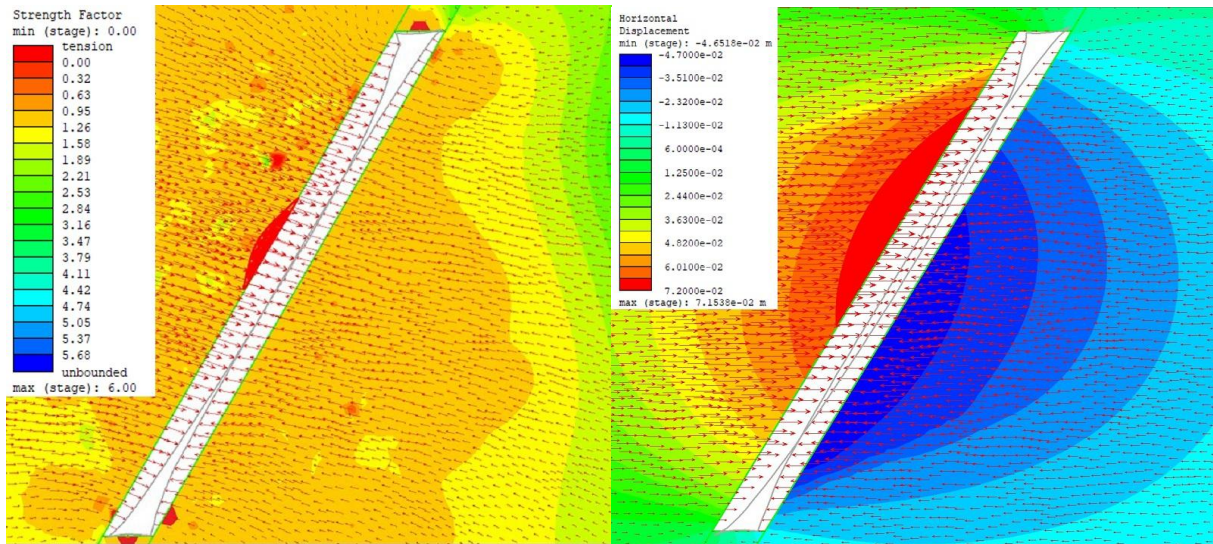 Strength Factor
min (stage): 0.00
tension
0.00
0.32
0.63
0.95
1.26
1.58
1.89
2.21
2.53
2.84
3.16
3.47
3.79
4.11
4.42
4.74
5.05
5.37
5.68
unbounded
max (stage): 6.00
Horizontal
Displacement
min (stage): -4.6518e-02 m
-4.7000e-02
-3.5100e-02
-2.3200e-02
-1.1300e-02
6.0000e-04
1.2500e-02
2.4400e-02
3.6300e-02
4.8200e-02
6.0100e-02
7.2000e-02
max (stage): 7.1538e-02 m